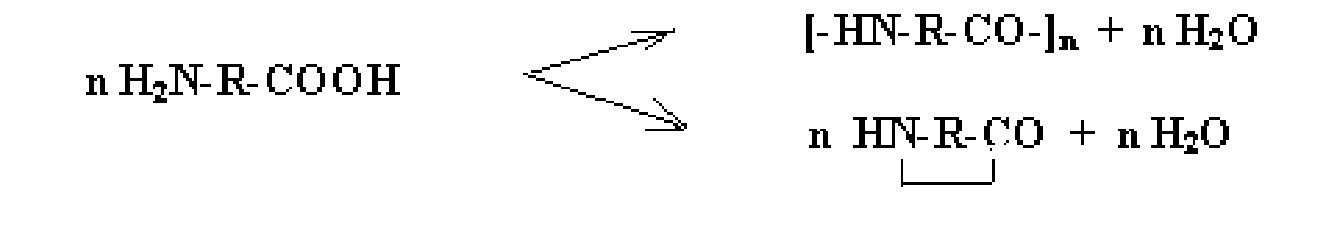 [-HN-R-CO-]ₙ + n H₂O
n H₂N-R-COOH
n HN-R-CO + n H₂O